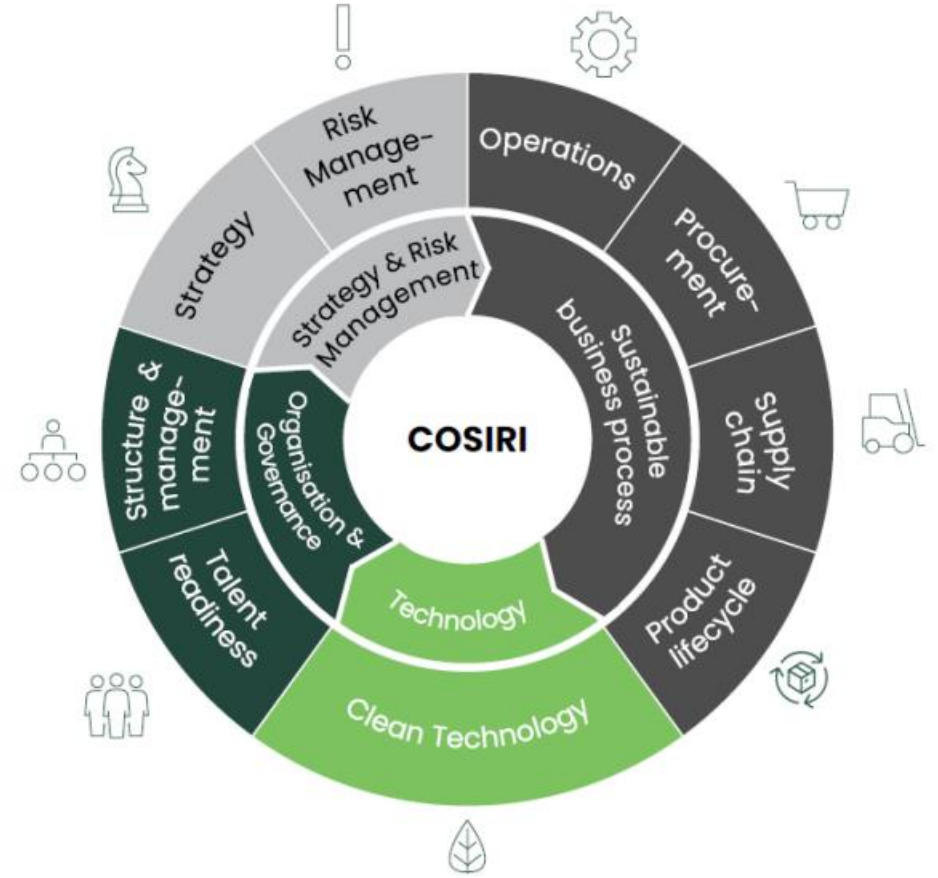 Risk
Manage-
ment
Operations
Procure-
ment
Supply
chain
Product
lifecycle
Clean Technology
Talent
readiness
Structure &
manage-
ment
Strategy
Strategy & Risk
Management
Sustainable
business process
Technology
Organisation &
Governance
COSIRI